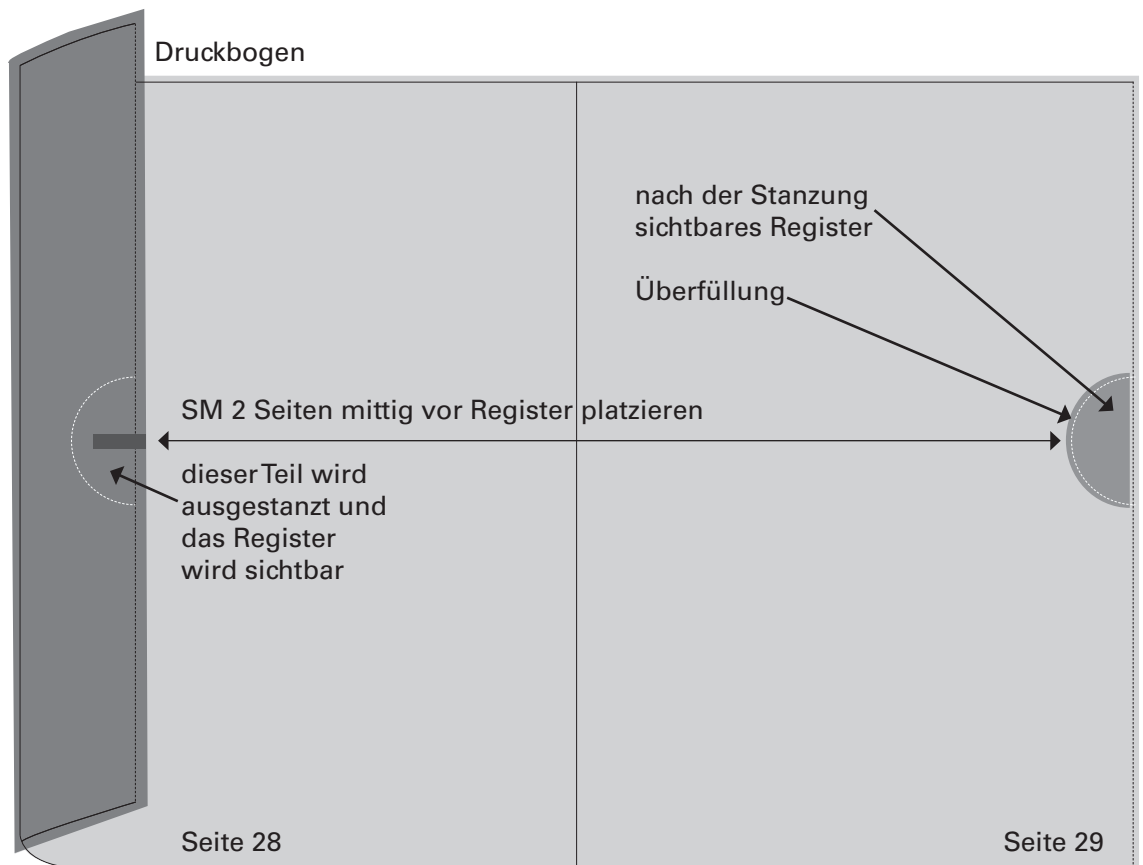 Druckbogen
nach der Stanzung
sichtbares Register
Überfüllung
SM 2 Seiten mittig vor Register platzieren
dieser Teil wird
ausgestanzt und
das Register
wird sichtbar
Seite 28
Seite 29